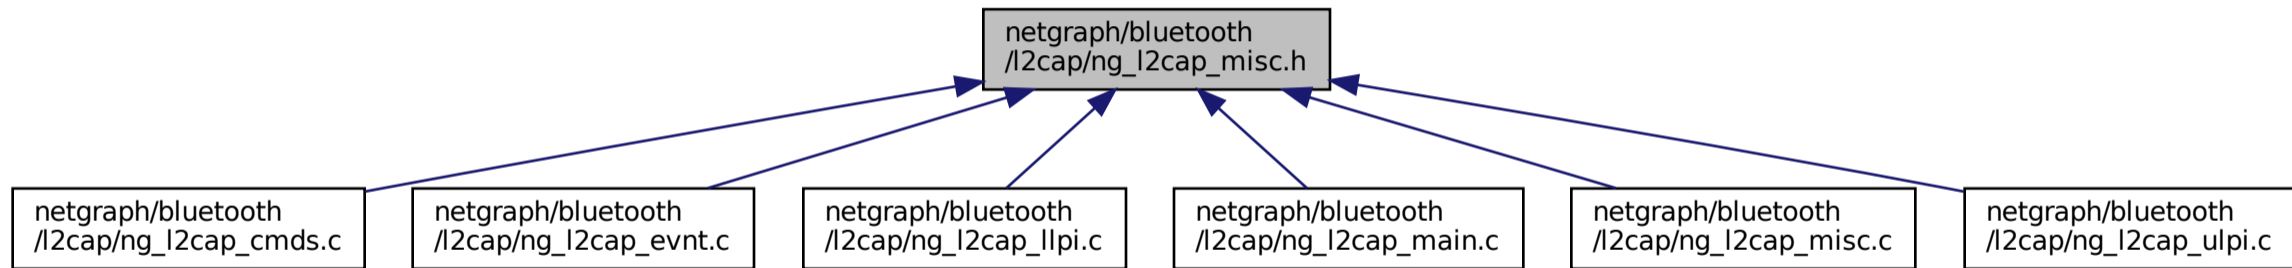 netgraph/bluetooth
/l2cap/ng_l2cap_misc.h
netgraph/bluetooth
/l2cap/ng_l2cap_cmds.c
netgraph/bluetooth
/l2cap/ng_l2cap_evnt.c
netgraph/bluetooth
/l2cap/ng_l2cap_llpi.c
netgraph/bluetooth
/l2cap/ng_l2cap_main.c
netgraph/bluetooth
/l2cap/ng_l2cap_misc.c
netgraph/bluetooth
/l2cap/ng_l2cap_ulpi.c